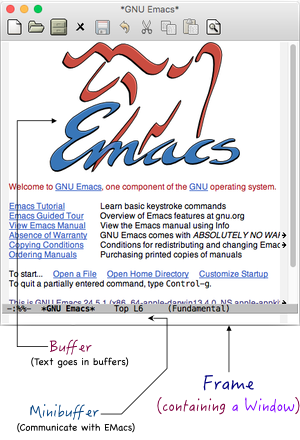 *GNU Emacs*
Emacs
Welcome to GNU Emacs, one component of the GNU operating system.
Emacs Tutorial Learn basic keystroke commands
Emacs Guided Tour Overview of Emacs features at gnu.org
View Emacs Manual View the Emacs manual using Info
Absence of Warranty GNU Emacs comes with ABSOLUTELY NO WAR
Copying Conditions Conditions for redistributing and changing Emac
Ordering Manuals Purchasing printed copies of manuals
To start... Open a File Open Home Directory Customize Startup
To quit a partially entered command, type Control-g.
This is GNU Emacs 24.5.1 (x86_64-apple-darwin13.4.0, NS apple-appki
-:%%- *GNU Emacs* Top L6 (Fundamental)
Buffer
(Text goes in buffers)
Frame
(containing a Window)
Minibuffer
(Communicate with EMacs)